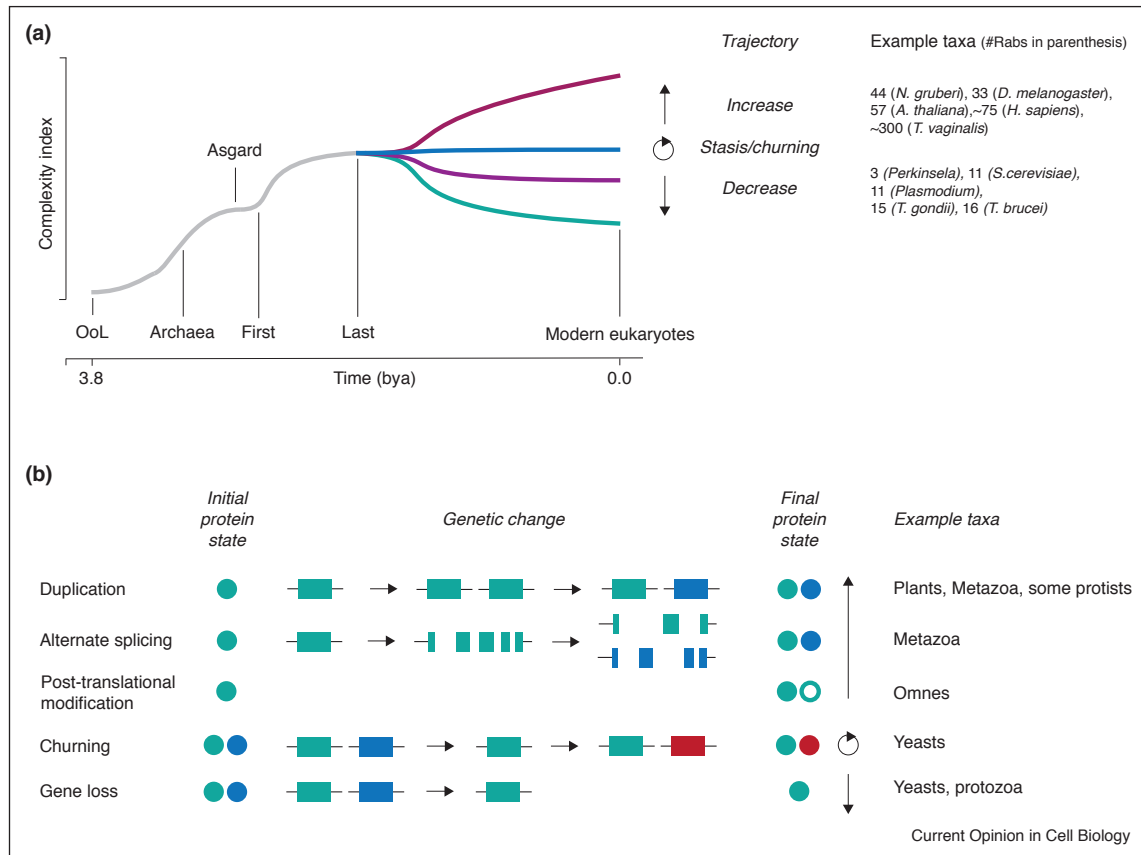 (a)
Trajectory
Example taxa (#Rabs in parenthesis)
Complexity index
Asgard
Increase
44 (N. gruberi), 33 (D. melanogaster),
57 (A. thaliana),~75 (H. sapiens),
~300 (T. vaginalis)
Stasis/churning
Decrease
3 (Perkinsela), 11 (S.cerevisiae),
11 (Plasmodium),
15 (T. gondii), 16 (T. brucei)
OoL
Archaea
First
Last
Modern eukaryotes
3.8
Time (bya)
0.0
(b)
Initial
protein
state
Genetic change
Final
protein
state
Example taxa
Duplication
Plants, Metazoa, some protists
Alternate splicing
Metazoa
Post-translational
modification
Omnes
Churning
Yeasts
Gene loss
Yeasts, protozoa
Current Opinion in Cell Biology